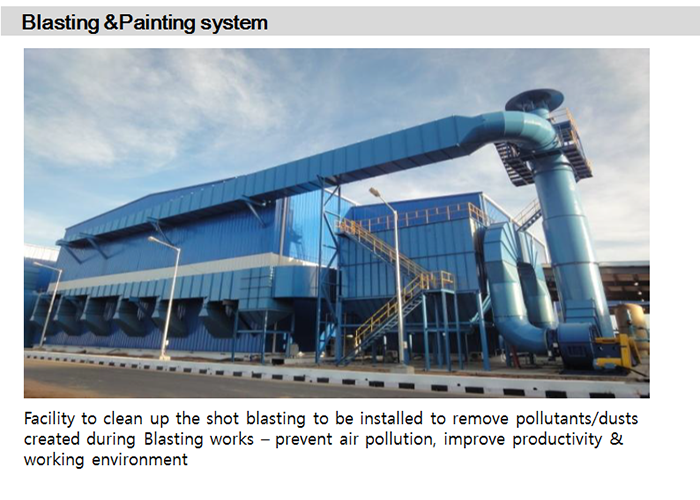 Blasting &Painting system
Facility to clean up the shot blasting to be installed to remove pollutants/dusts
created during Blasting works – prevent air pollution, improve productivity &
working environment